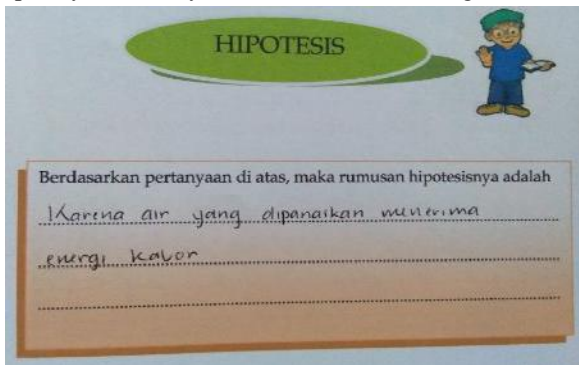 HIPOTESIS
Berdasarkan pertanyaan di atas, maka rumusan hipotesisnya adalah
Karena air yang dipanaskan menerima
energi kalor